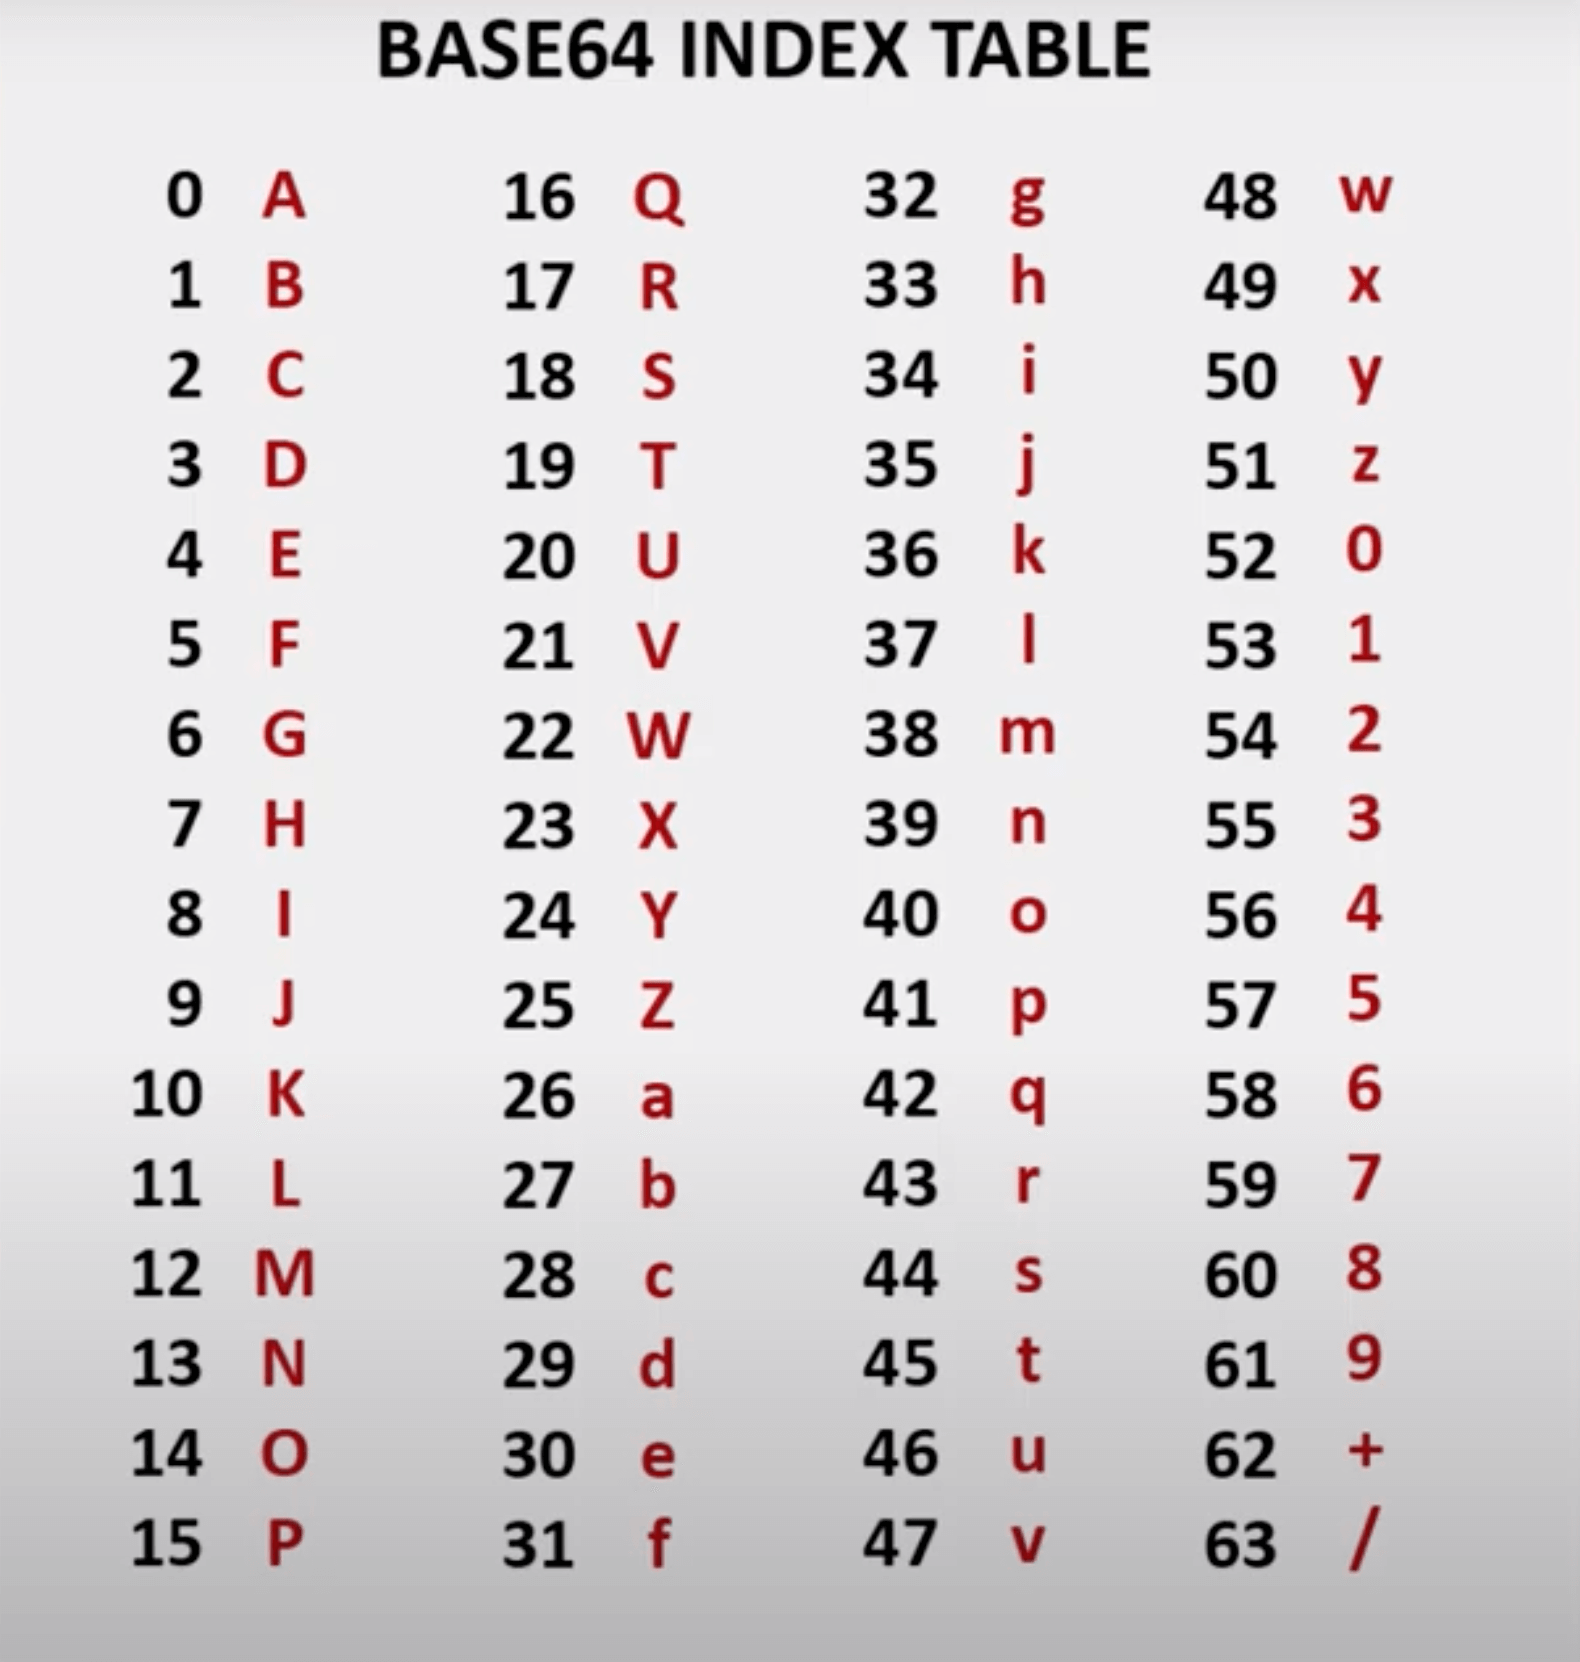 BASE64 INDEX TABLE
0 A 16 Q 32 g 48 w
1 B 17 R 33 h 49 x
2 C 18 S 34 i 50 y
3 D 19 T 35 j 51 z
4 E 20 U 36 k 52 0
5 F 21 V 37 l 53 1
6 G 22 W 38 m 54 2
7 H 23 X 39 n 55 3
8 I 24 Y 40 o 56 4
9 J 25 Z 41 p 57 5
10 K 26 a 42 q 58 6
11 L 27 b 43 r 59 7
12 M 28 c 44 s 60 8
13 N 29 d 45 t 61 9
14 O 30 e 46 u 62 +
15 P 31 f 47 v 63 /